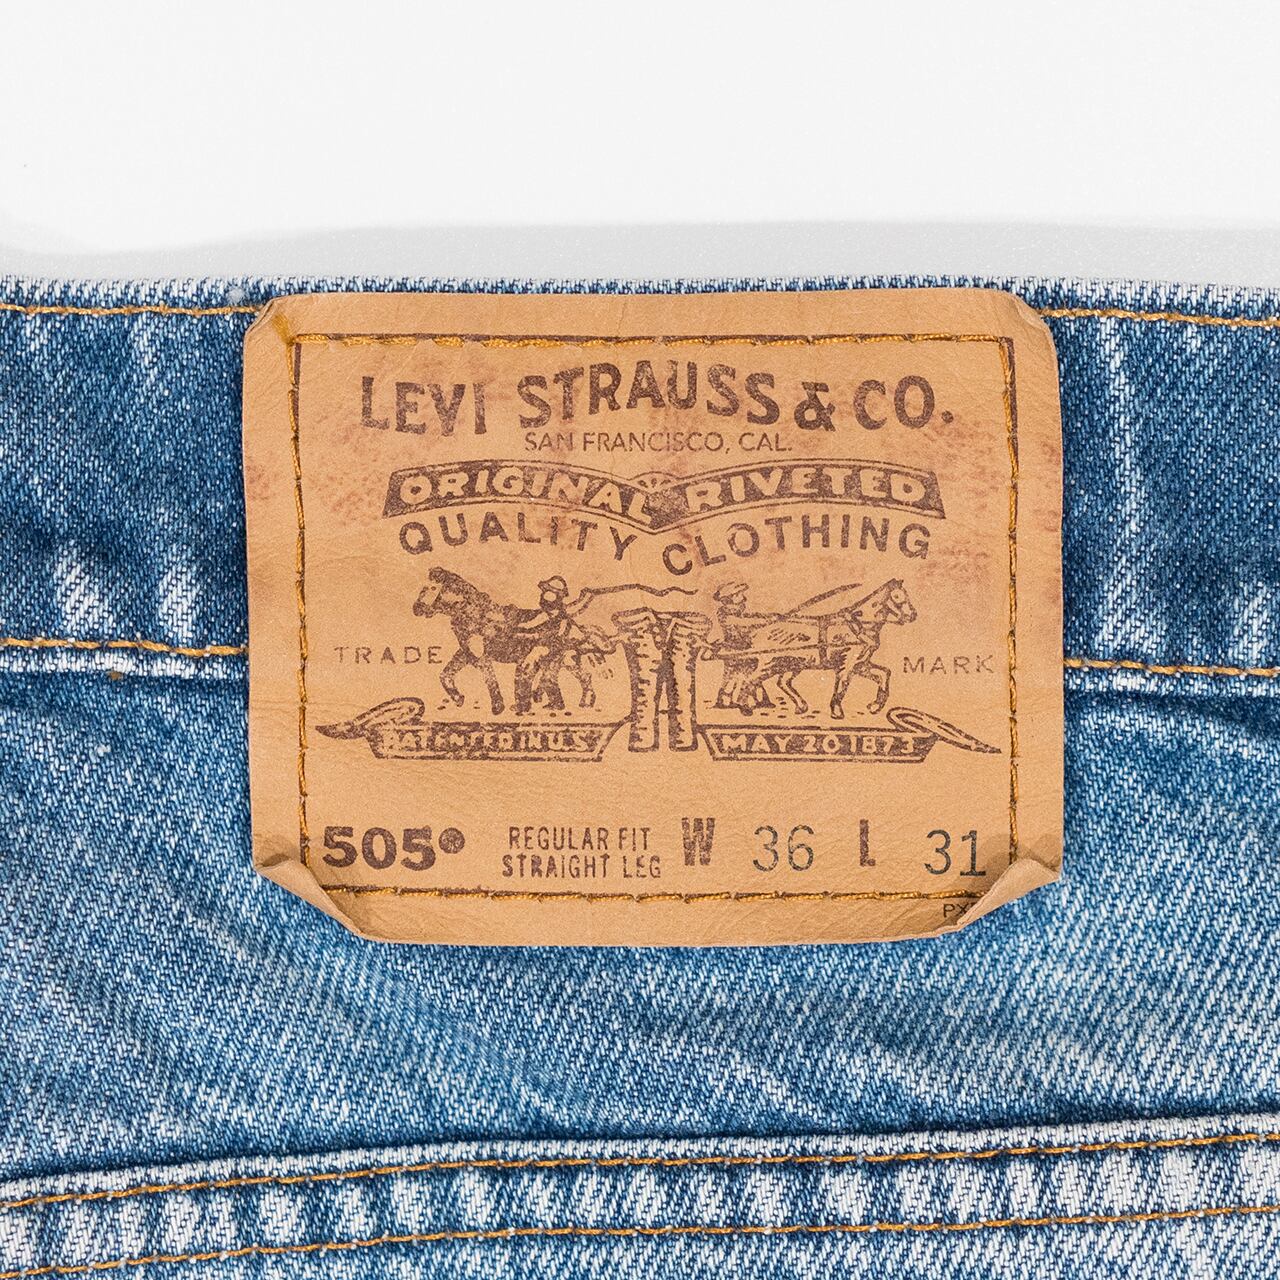 LEVI STRAUSS & CO.
SAN FRANCISCO, CAL.
ORIGINAL RIVETED
QUALITY CLOTHING
TRADE MARK
PATENTED IN U.S. MAY 20 1873
505® REGULAR FIT STRAIGHT LEG W 36 L 31